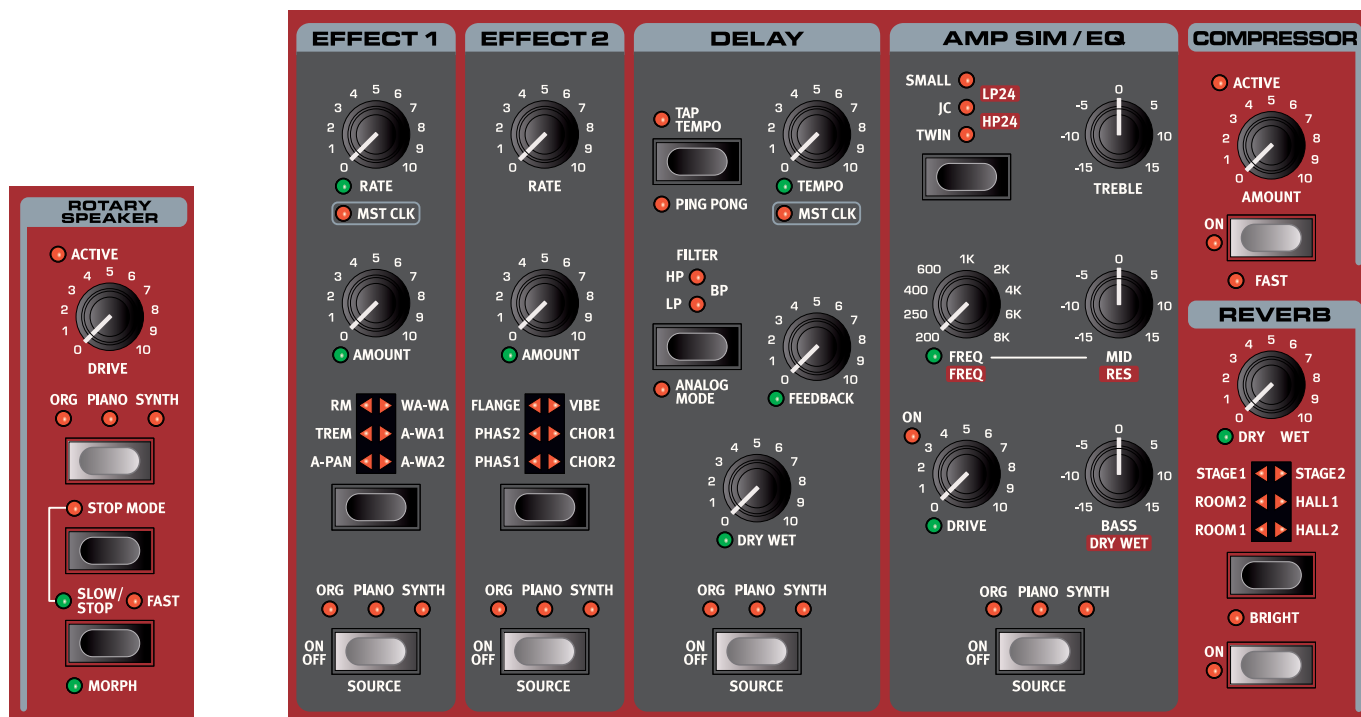 ROTARY
SPEAKER
ACTIVE
0 1 2 3 4 5 6 7 8 9 10
DRIVE
ORG PIANO SYNTH
STOP MODE
SLOW/
STOP
FAST
MORPH
EFFECT 1
0 1 2 3 4 5 6 7 8 9 10
RATE
MST CLK
0 1 2 3 4 5 6 7 8 9 10
AMOUNT
RM WA-WA
TREM A-WA1
A-PAN A-WA2
ORG PIANO SYNTH
ON
OFF
SOURCE
EFFECT 2
0 1 2 3 4 5 6 7 8 9 10
RATE
0 1 2 3 4 5 6 7 8 9 10
AMOUNT
FLANGE VIBE
PHAS2 CHOR1
PHAS1 CHOR2
ORG PIANO SYNTH
ON
OFF
SOURCE
DELAY
TAP
TEMPO
PING PONG
0 1 2 3 4 5 6 7 8 9 10
TEMPO
MST CLK
FILTER
HP
BP
LP
ANALOG
MODE
0 1 2 3 4 5 6 7 8 9 10
FEEDBACK
0 1 2 3 4 5 6 7 8 9 10
DRY WET
ORG PIANO SYNTH
ON
OFF
SOURCE
AMP SIM / EQ
SMALL
LP24
JC
HP24
TWIN
-15 -10 -5 0 5 10 15
TREBLE
200 250 400 600 1K 2K 4K 6K 8K
FREQ
FREQ
-15 -10 -5 0 5 10 15
MID
RES
ON
0 1 2 3 4 5 6 7 8 9 10
DRIVE
-15 -10 -5 0 5 10 15
BASS
DRY WET
ORG PIANO SYNTH
ON
OFF
SOURCE
COMPRESSOR
ACTIVE
0 1 2 3 4 5 6 7 8 9 10
AMOUNT
ON
FAST
REVERB
0 1 2 3 4 5 6 7 8 9 10
DRY WET
STAGE1 STAGE2
ROOM2 HALL1
ROOM1 HALL2
BRIGHT
ON